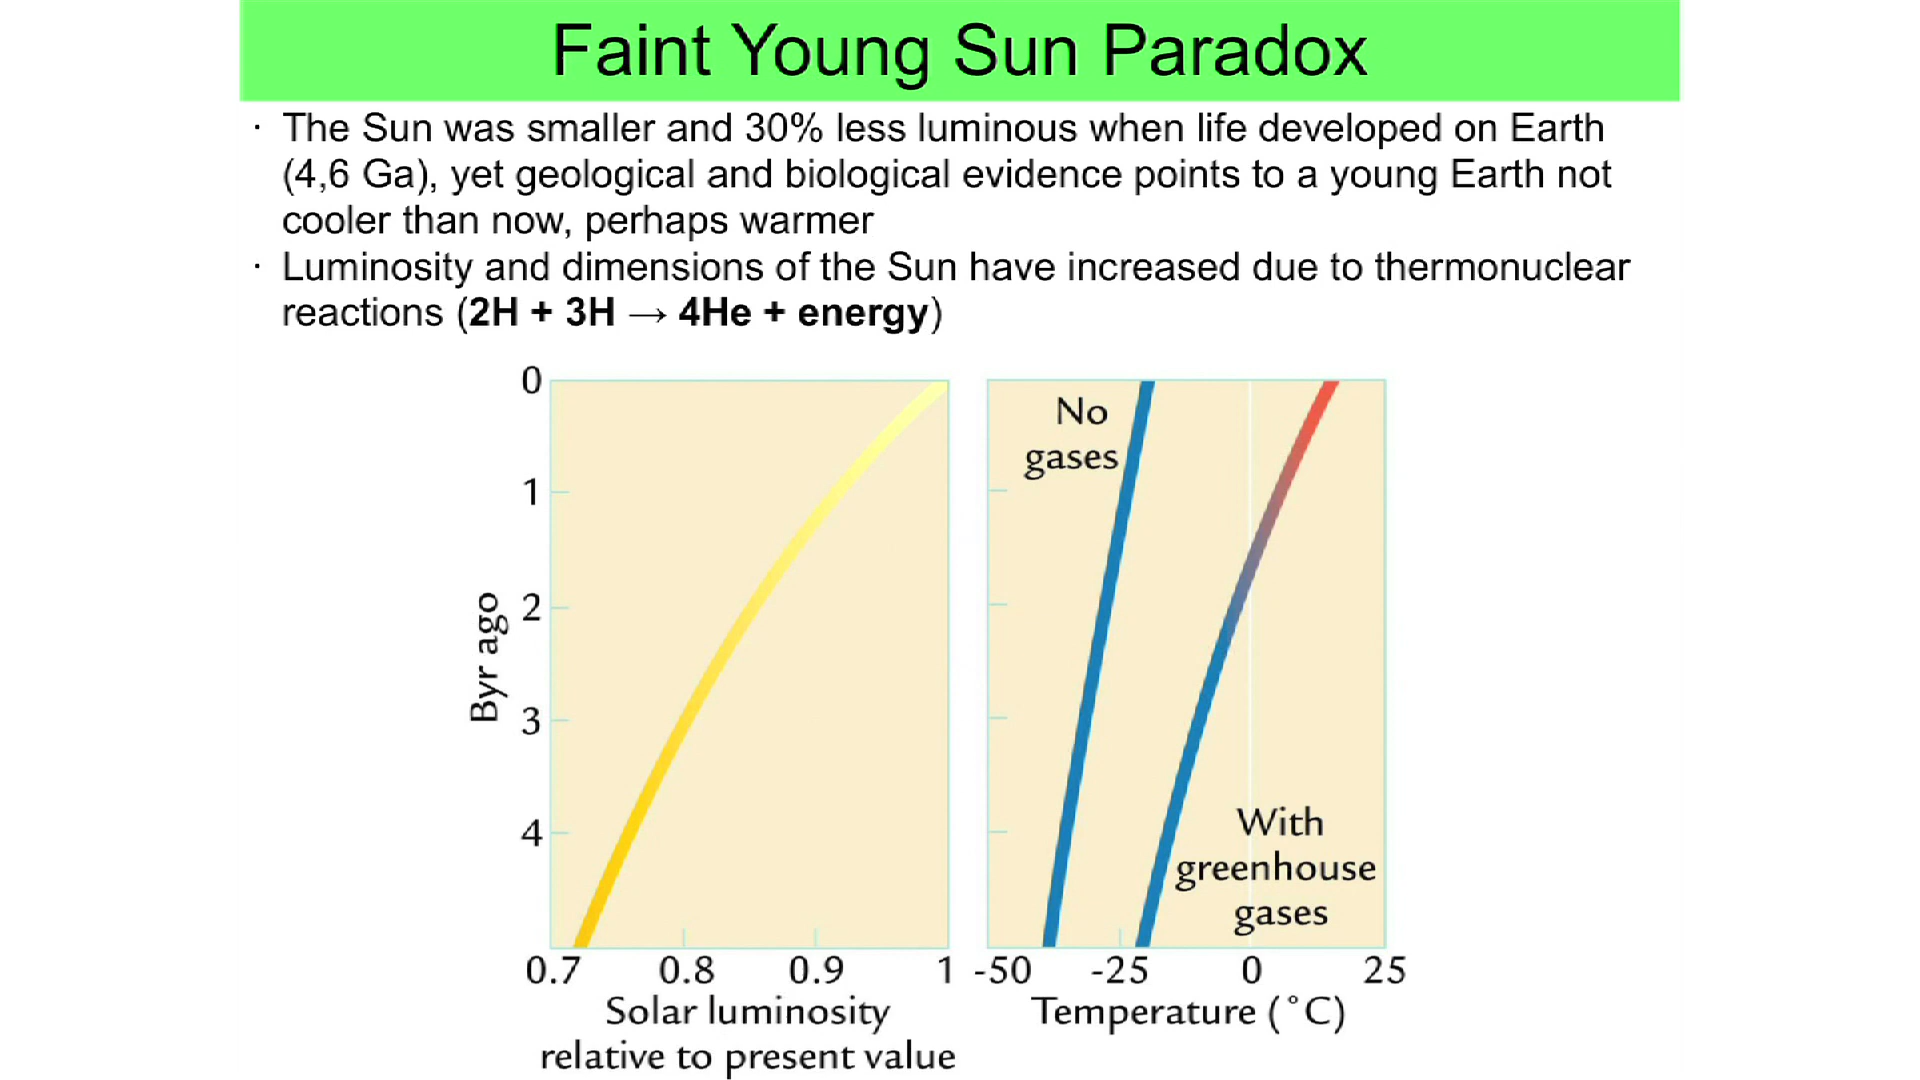 Faint Young Sun Paradox
· The Sun was smaller and 30% less luminous when life developed on Earth
(4,6 Ga), yet geological and biological evidence points to a young Earth not
cooler than now, perhaps warmer
· Luminosity and dimensions of the Sun have increased due to thermonuclear
reactions (2H + 3H → 4He + energy)
0
1
2
3
4
Byr ago
0.7 0.8 0.9 1
Solar luminosity
relative to present value
No
gases
With
greenhouse
gases
-50 -25 0 25
Temperature (°C)